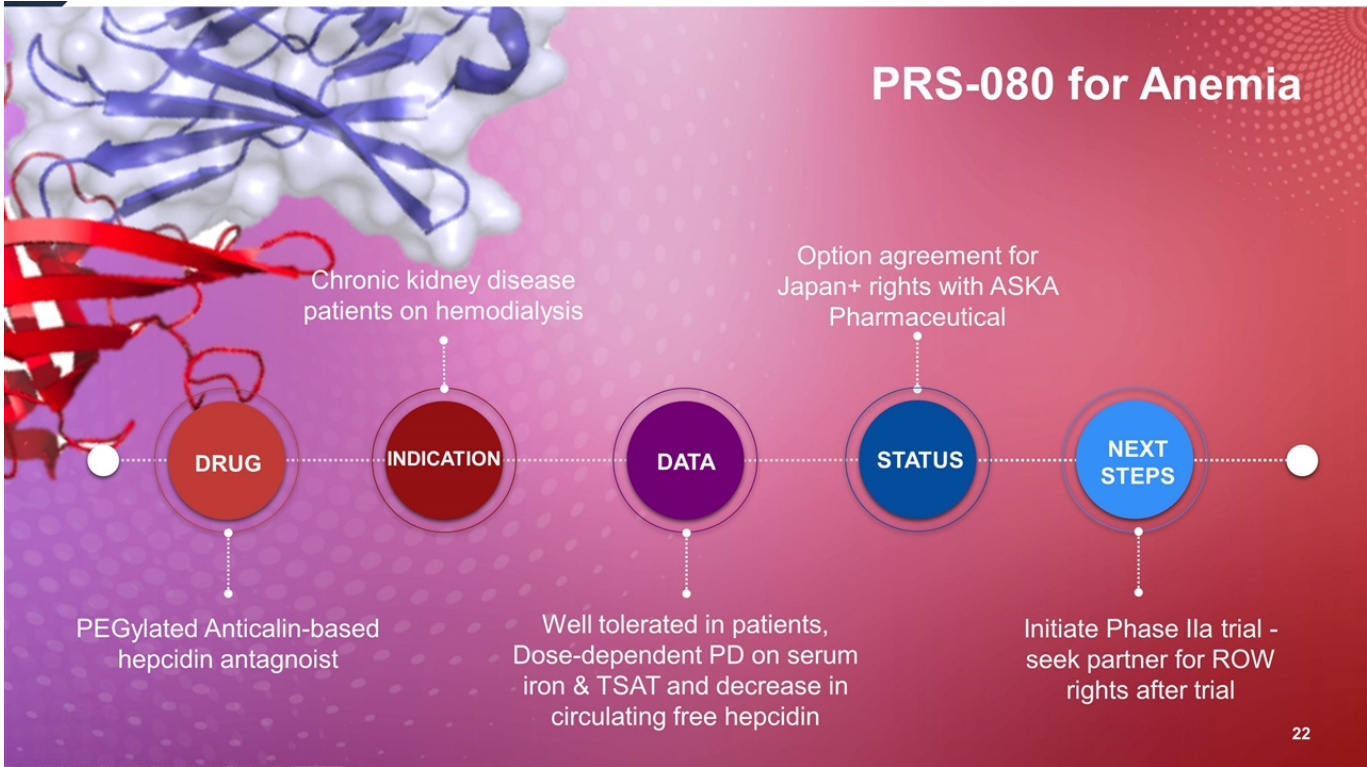 PRS-080 for Anemia
DRUG
PEGylated Anticalin-based
hepcidin antagnoist
Chronic kidney disease
patients on hemodialysis
INDICATION
DATA
Well tolerated in patients,
Dose-dependent PD on serum
iron & TSAT and decrease in
circulating free hepcidin
Option agreement for
Japan+ rights with ASKA
Pharmaceutical
STATUS
NEXT
STEPS
Initiate Phase IIa trial -
seek partner for ROW
rights after trial
22